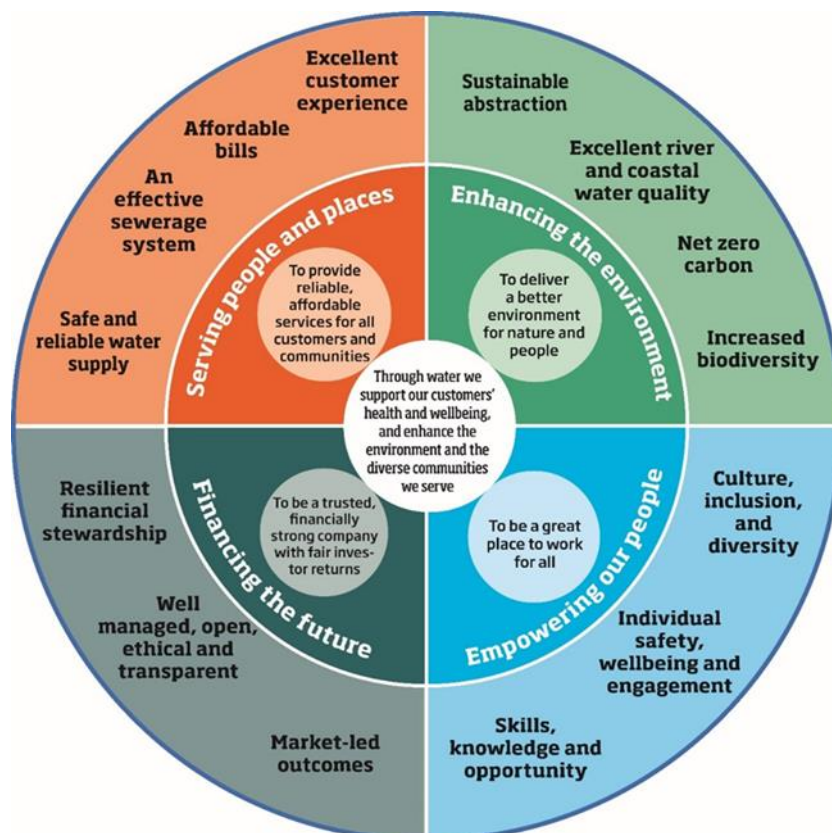 Excellent
customer
experience
Affordable
bills
An
effective
sewerage
system
Safe and
reliable water
supply
Serving people and places
To provide
reliable,
affordable
services for all
customers and
communities
Sustainable
abstraction
Excellent river
and coastal
water quality
Net zero
carbon
Increased
biodiversity
Enhancing the environment
To deliver
a better
environment
for nature and
people
Through water we
support our customers'
health and wellbeing,
and enhance the
environment and the
diverse communities
we serve
Resilient
financial
stewardship
Well
managed, open,
ethical and
transparent
Market-led
outcomes
Financing the future
To be a trusted,
financially
strong company
with fair inves-
tor returns
Culture,
inclusion,
and
diversity
Individual
safety,
wellbeing and
engagement
Skills,
knowledge and
opportunity
Empowering our people
To be a great
place to work
for all